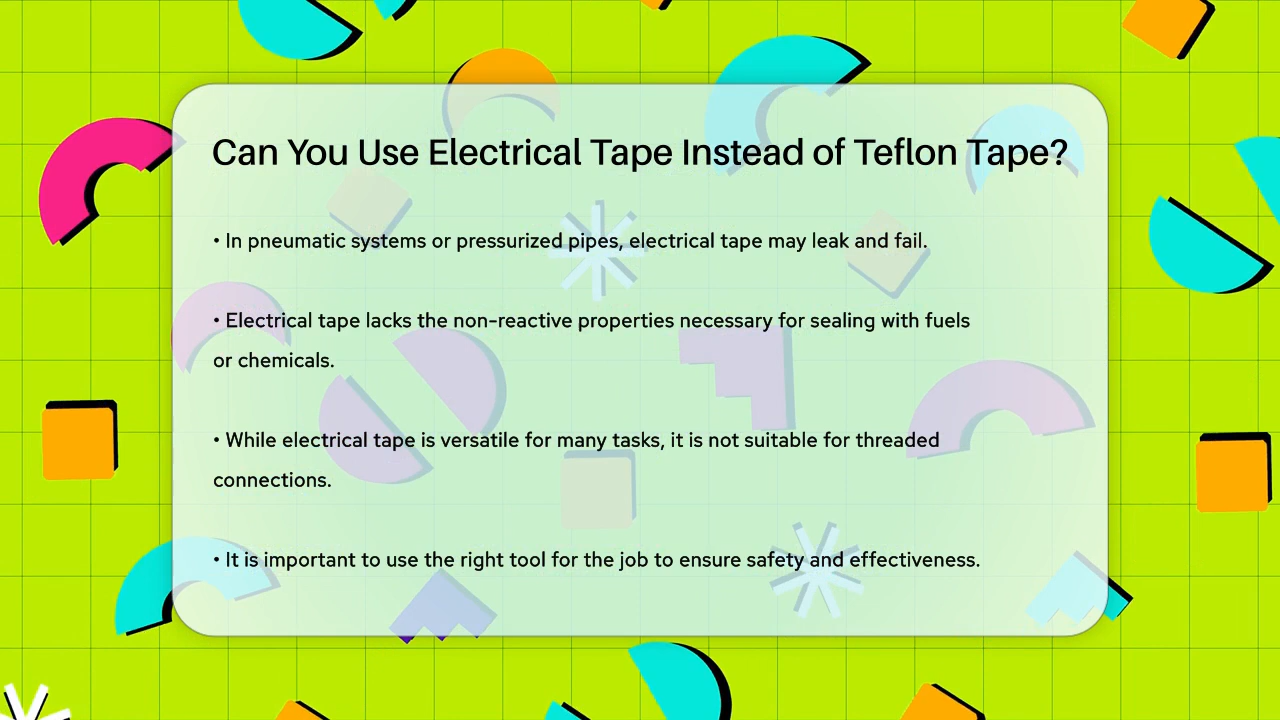 Can You Use Electrical Tape Instead of Teflon Tape?
• In pneumatic systems or pressurized pipes, electrical tape may leak and fail.
• Electrical tape lacks the non-reactive properties necessary for sealing with fuels
or chemicals.
• While electrical tape is versatile for many tasks, it is not suitable for threaded
connections.
• It is important to use the right tool for the job to ensure safety and effectiveness.